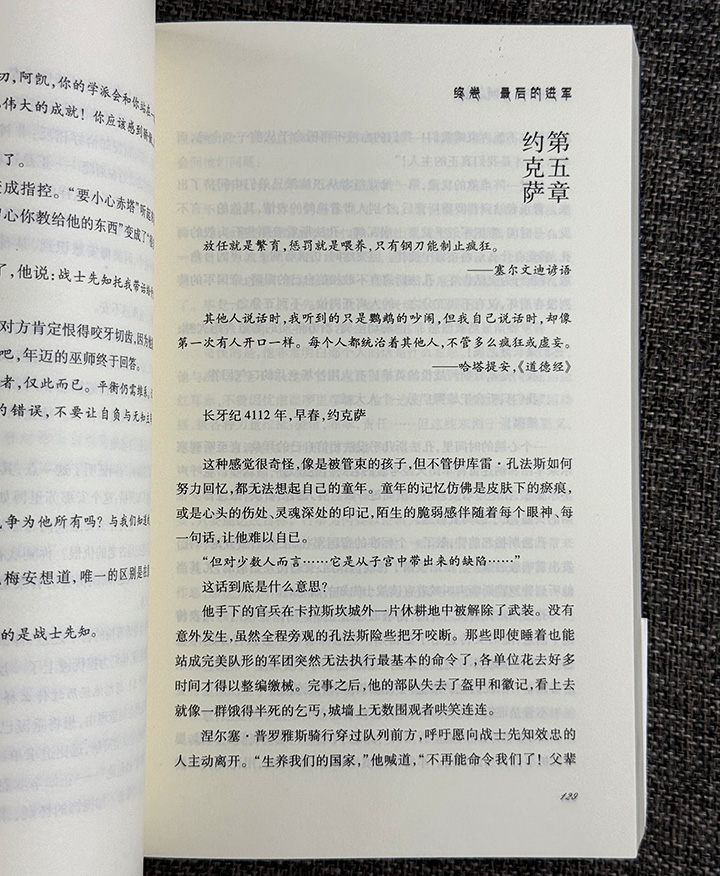 切,阿凯,你的学派会和你站在一
伟大的成就!你应该感到骄傲
了。
变成指控。“要小心赤塔”听起
心你教给他的东西”变成了“
了,他说:战士先知托我带话给
对方肯定恨得咬牙切齿,因为他
吧,年迈的巫师终于回答。
者,仅此而已。平衡仍需维系
的错误,不要让自负与无知
争为他所有吗?与我们如
梅安想道,唯一的区别是
的是战士先知。
终卷 最后的进军
第五章
约克萨
放任就是繁育,惩罚就是喂养,只有钢刀能制止疯狂。
——塞尔文迪谚语
其他人说话时,我听到的只是鹦鹉的吵闹,但我自己说话时,却像
第一次有人开口一样。每个人都统治着其他人,不管多么疯狂或虚妄。
——哈塔提安,《道德经》
长牙纪4112年,早春,约克萨
这种感觉很奇怪,像是被管束的孩子,但不管伊库雷·孔法斯如何
努力回忆,都无法想起自己的童年。童年的记忆仿佛是皮肤下的瘀痕,
或是心头的伤处、灵魂深处的印记,陌生的脆弱感伴随着每个眼神、每
一句话,让他难以自已。
“但对少数人而言……它是从子宫中带出来的缺陷……”
这话到底是什么意思?
他手下的官兵在卡拉斯坎城外一片休耕地中被解除了武装。没有
意外发生,虽然全程旁观的孔法斯险些把牙咬断。那些即使睡着也能
站成完美队形的军团突然无法执行最基本的命令了,各单位花去好多
时间才得以整编缴械。完事之后,他的部队失去了盔甲和徽记,看上去
就像一群饿得半死的乞丐,城墙上无数围观者哄笑连连。
涅尔塞·普罗雅斯骑行穿过队列前方,呼吁愿向战士先知效忠的
人主动离开。“生养我们的国家,”他喊道,“不再能命令我们了!父辈
129